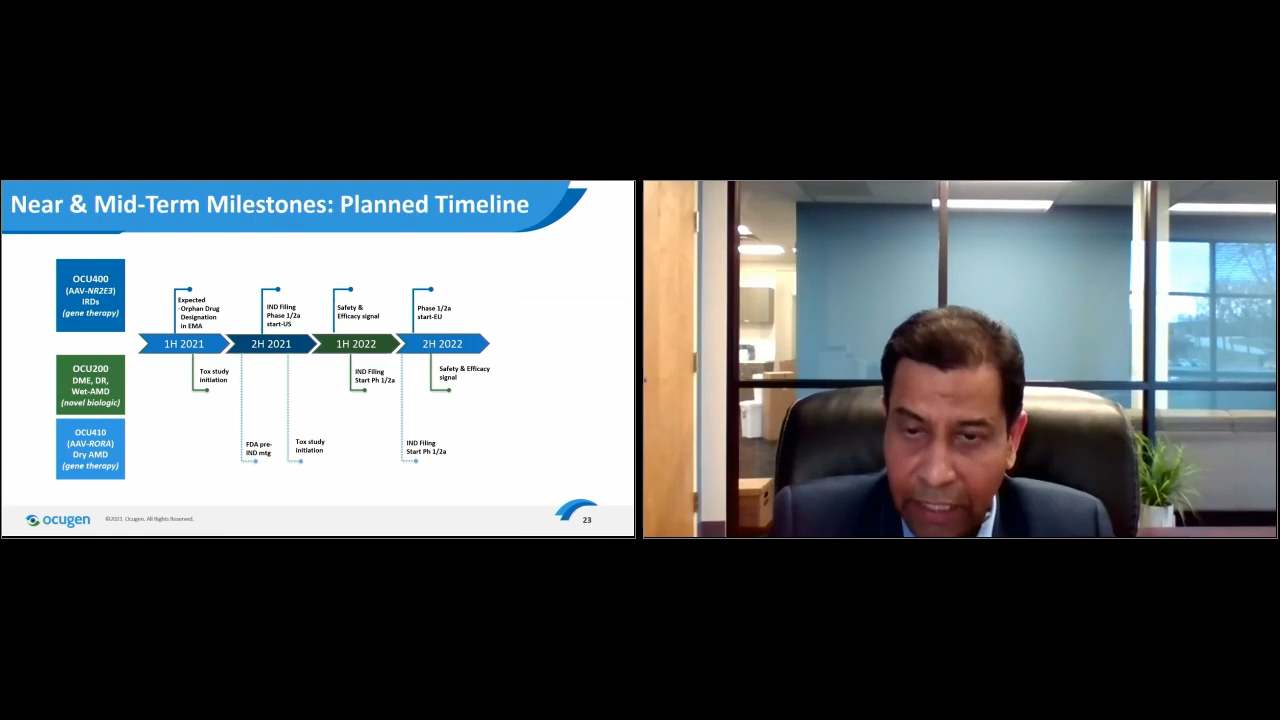 Near & Mid-Term Milestones: Planned Timeline
OCU400
(AAV-NR2E3)
IRDs
(gene therapy)
Expected
-Orphan Drug
Designation
in EMA
IND Filing
Phase 1/2a
start-US
Safety &
Efficacy signal
Phase 1/2a
start-EU
1H 2021
2H 2021
1H 2022
2H 2022
OCU200
DME, DR,
Wet-AMD
(novel biologic)
Tox study
initiation
IND Filing
Start Ph 1/2a
Safety & Efficacy
signal
OCU410
(AAV-RORA)
Dry AMD
(gene therapy)
FDA pre-
IND mtg
Tox study
initiation
IND Filing
Start Ph 1/2a
ocugen
©2021 Ocugen. All Rights Reserved.
23